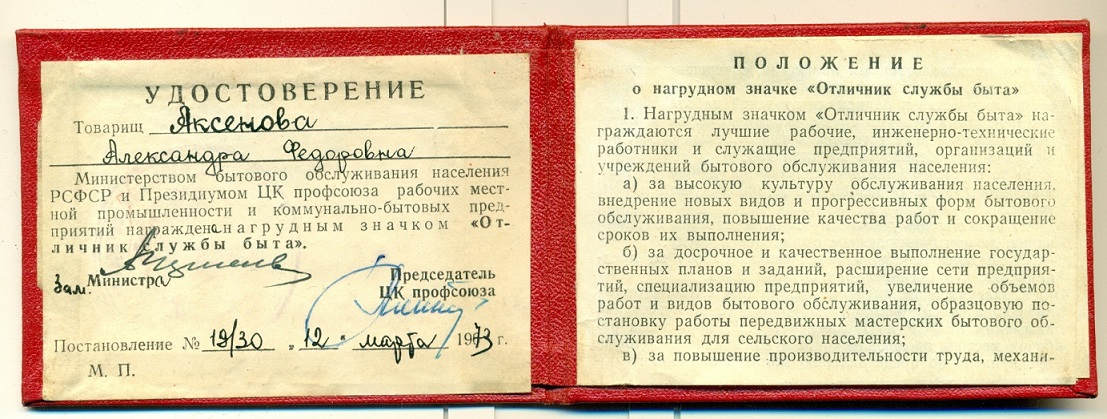 УДОСТОВЕРЕНИЕ
Товарищ Аксенова
Александра Федоровна
Министерством бытового обслуживания населения
РСФСР и Президиумом ЦК профсоюза рабочих мест-
ной промышленности и коммунально-бытовых пред-
приятий награждена нагрудным значком «От-
личник службы быта».
Зам. Министра
Председатель
ЦК профсоюза
Постановление № 19/30 „12" марта 1973 г.
М. П.
ПОЛОЖЕНИЕ
о нагрудном значке «Отличник службы быта»
1. Нагрудным значком «Отличник службы быта» на-
граждаются лучшие рабочие, инженерно-технические
работники и служащие предприятий, организаций и
учреждений бытового обслуживания населения:
а) за высокую культуру обслуживания населения,
внедрение новых видов и прогрессивных форм бытового
обслуживания, повышение качества работ и сокращение
сроков их выполнения;
б) за досрочное и качественное выполнение государ-
ственных планов и заданий, расширение сети предприя-
тий, специализацию предприятий, увеличение объемов
работ и видов бытового обслуживания, образцовую по-
становку работы передвижных мастерских бытового об-
служивания для сельского населения;
в) за повышение производительности труда, механи-